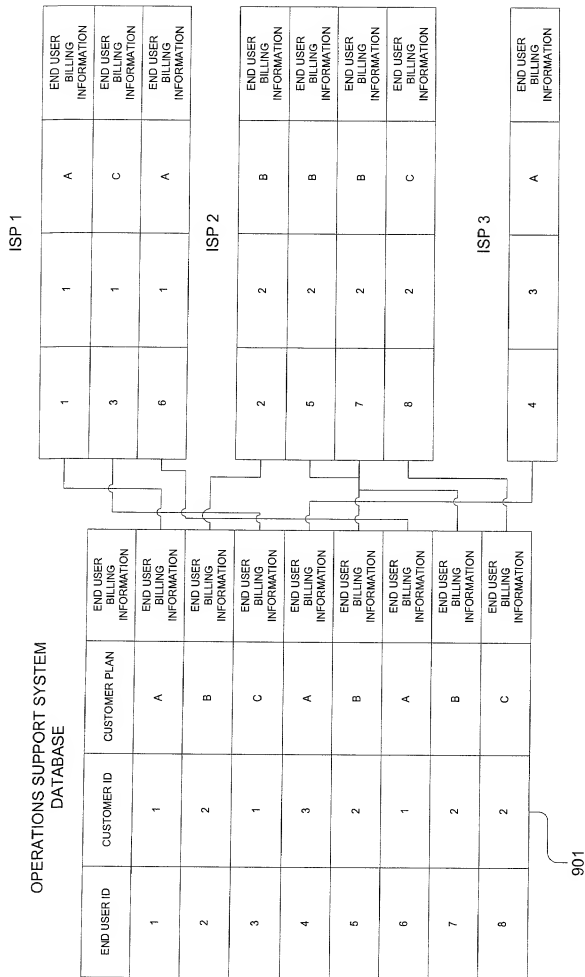 OPERATIONS SUPPORT SYSTEM
DATABASE
END USER ID
CUSTOMER ID
CUSTOMER PLAN
END USER
BILLING
INFORMATION
1
1
A
END USER
BILLING
INFORMATION
2
2
B
END USER
BILLING
INFORMATION
3
1
C
END USER
BILLING
INFORMATION
4
3
A
END USER
BILLING
INFORMATION
5
2
B
END USER
BILLING
INFORMATION
6
1
A
END USER
BILLING
INFORMATION
7
2
B
END USER
BILLING
INFORMATION
8
2
C
END USER
BILLING
INFORMATION
901
ISP 1
1
1
A
END USER
BILLING
INFORMATION
3
1
C
END USER
BILLING
INFORMATION
6
1
A
END USER
BILLING
INFORMATION
ISP 2
2
2
B
END USER
BILLING
INFORMATION
5
2
B
END USER
BILLING
INFORMATION
7
2
B
END USER
BILLING
INFORMATION
8
2
C
END USER
BILLING
INFORMATION
ISP 3
4
3
A
END USER
BILLING
INFORMATION